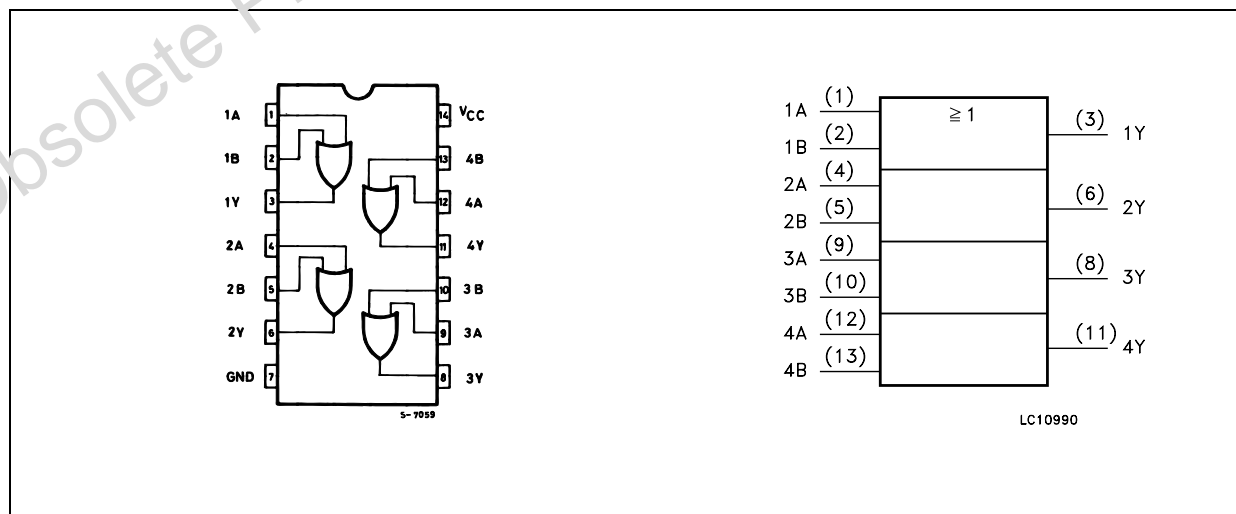 Obsolete P
1A 1 14 VCC
1B 2 13 4B
1Y 3 12 4A
2A 4 11 4Y
2B 5 10 3B
2Y 6 9 3A
GND 7 8 3Y
S-7059
≧1
1A (1)
1B (2)
(3) 1Y
2A (4)
2B (5)
(6) 2Y
3A (9)
3B (10)
(8) 3Y
4A (12)
4B (13)
(11) 4Y
LC10990